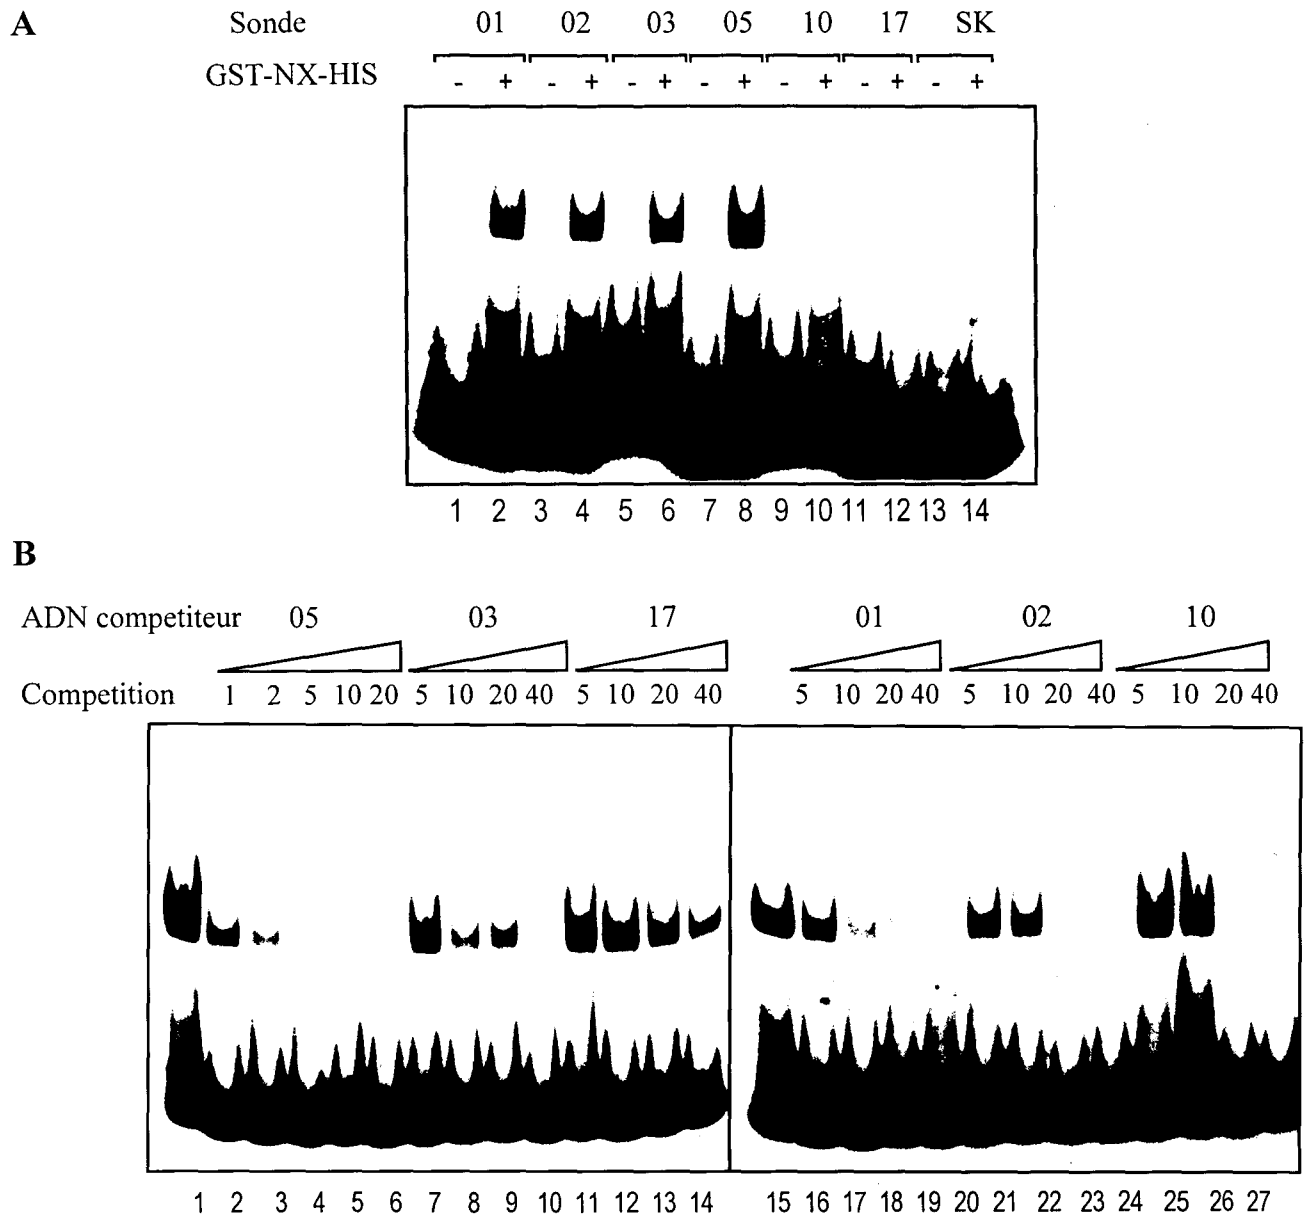 A
Sonde 01 02 03 05 10 17 SK
GST-NX-HIS - + - + - + - + - + - + - +
1 2 3 4 5 6 7 8 9 10 11 12 13 14
B
ADN competiteur 05 03 17 01 02 10
Competition 1 2 5 10 20 5 10 20 40 5 10 20 40 5 10 20 40 5 10 20 40 5 10 20 40
1 2 3 4 5 6 7 8 9 10 11 12 13 14 15 16 17 18 19 20 21 22 23 24 25 26 27